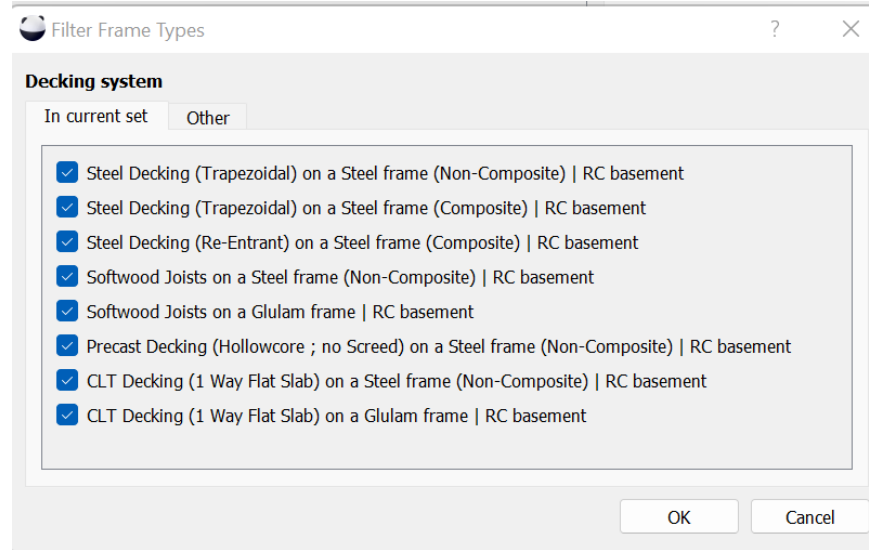 Filter Frame Types
Decking system
In current set
Other
Steel Decking (Trapezoidal) on a Steel frame (Non-Composite) | RC basement
Steel Decking (Trapezoidal) on a Steel frame (Composite) | RC basement
Steel Decking (Re-Entrant) on a Steel frame (Composite) | RC basement
Softwood Joists on a Steel frame (Non-Composite) | RC basement
Softwood Joists on a Glulam frame | RC basement
Precast Decking (Hollowcore ; no Screed) on a Steel frame (Non-Composite) | RC basement
CLT Decking (1 Way Flat Slab) on a Steel frame (Non-Composite) | RC basement
CLT Decking (1 Way Flat Slab) on a Glulam frame | RC basement
OK
Cancel